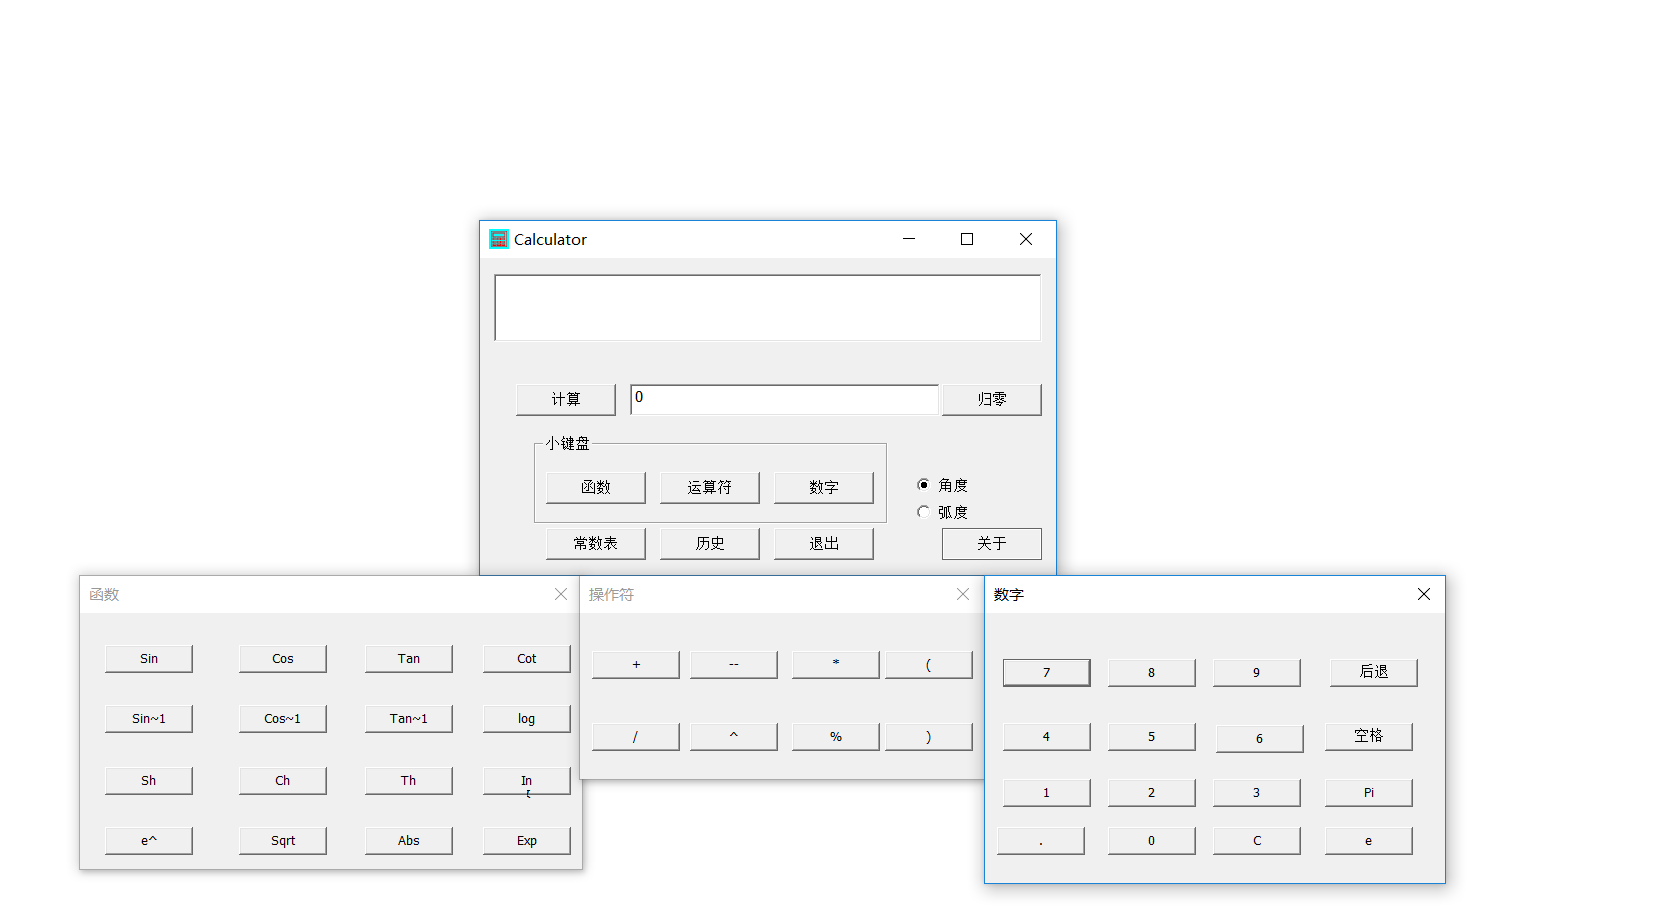 Calculator
计算
0
归零
小键盘
函数
运算符
数字
角度
弧度
常数表
历史
退出
关于
函数
Sin
Cos
Tan
Cot
Sin~1
Cos~1
Tan~1
log
Sh
Ch
Th
In
e^
Sqrt
Abs
Exp
操作符
+
--
*
(
/
^
%
)
数字
7
8
9
后退
4
5
6
空格
1
2
3
Pi
.
0
C
e